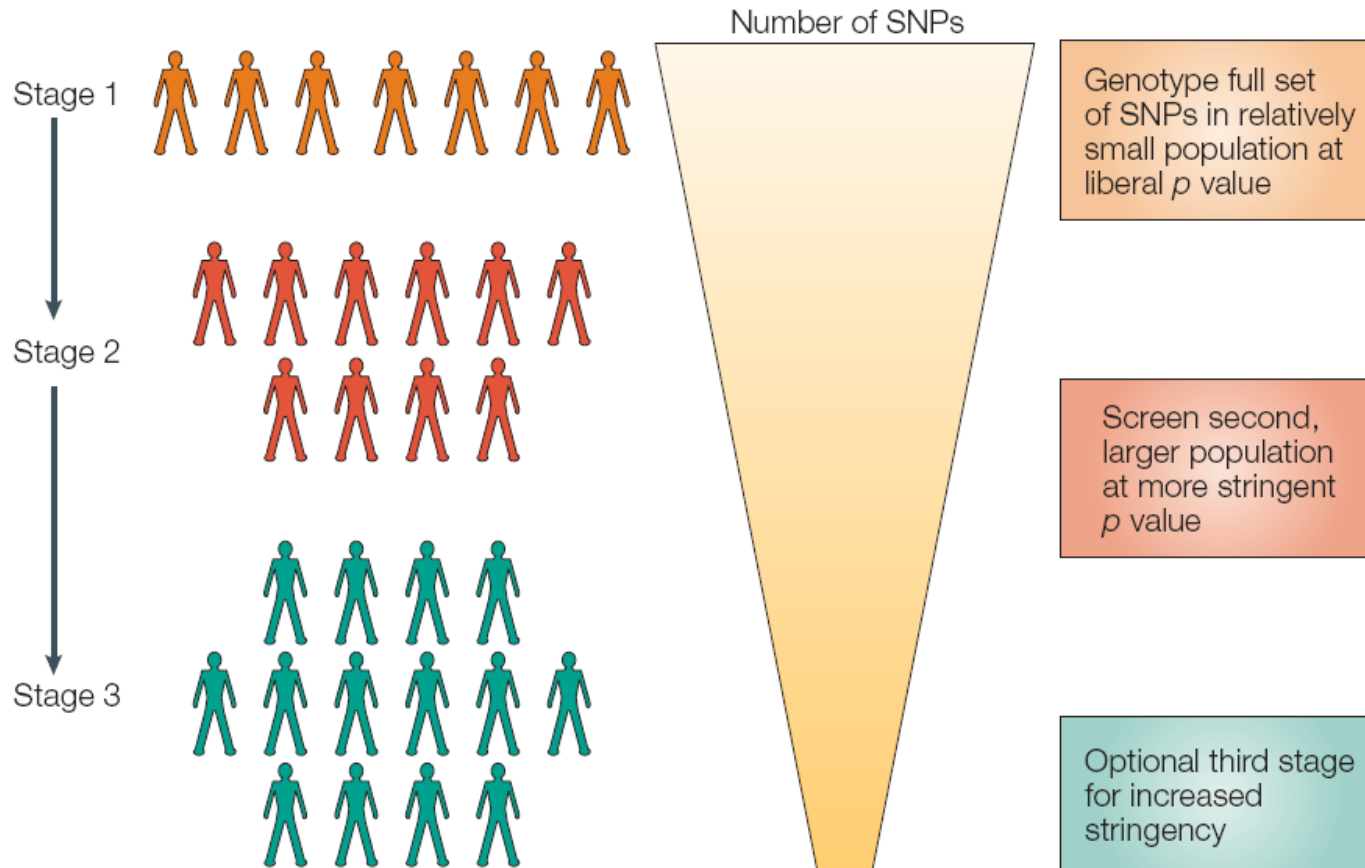 Number of SNPs
Stage 1
Genotype full set
of SNPs in relatively
small population at
liberal p value
Stage 2
Screen second,
larger population
at more stringent
p value
Stage 3
Optional third stage
for increased
stringency